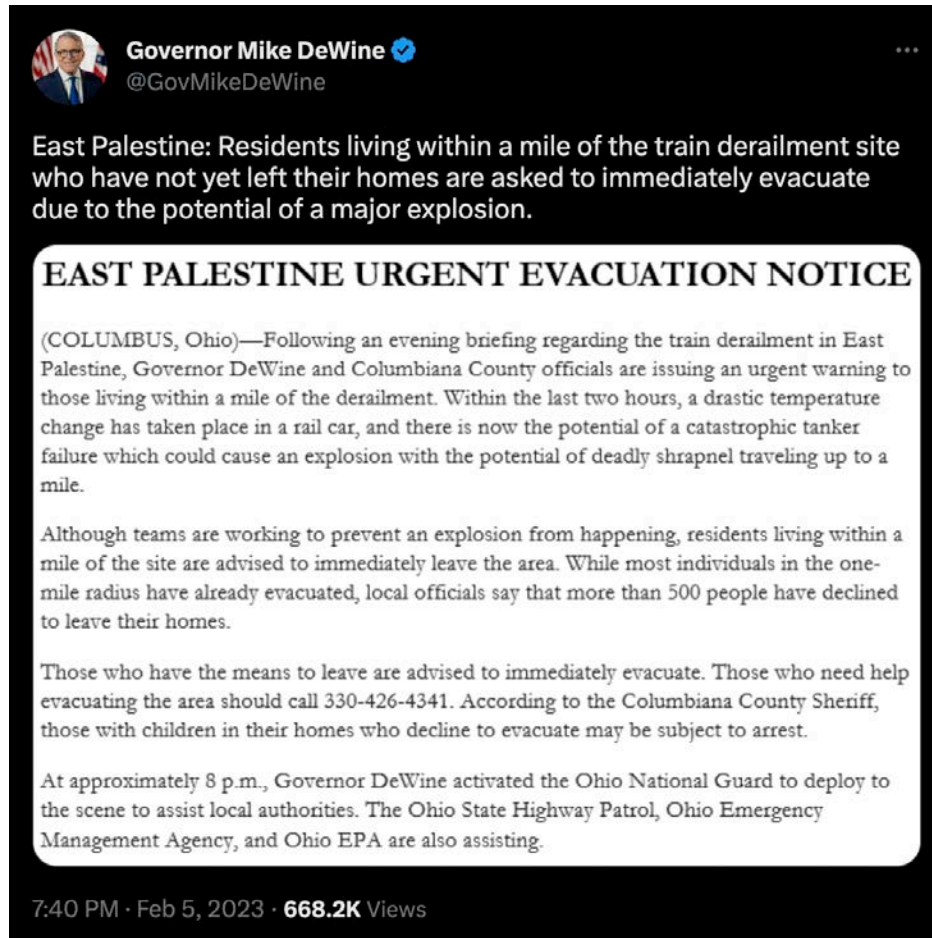 Governor Mike DeWine
@GovMikeDeWine
East Palestine: Residents living within a mile of the train derailment site
who have not yet left their homes are asked to immediately evacuate
due to the potential of a major explosion.
EAST PALESTINE URGENT EVACUATION NOTICE
(COLUMBUS, Ohio)—Following an evening briefing regarding the train derailment in East
Palestine, Governor DeWine and Columbiana County officials are issuing an urgent warning to
those living within a mile of the derailment. Within the last two hours, a drastic temperature
change has taken place in a rail car, and there is now the potential of a catastrophic tanker
failure which could cause an explosion with the potential of deadly shrapnel traveling up to a
mile.
Although teams are working to prevent an explosion from happening, residents living within a
mile of the site are advised to immediately leave the area. While most individuals in the one-
mile radius have already evacuated, local officials say that more than 500 people have declined
to leave their homes.
Those who have the means to leave are advised to immediately evacuate. Those who need help
evacuating the area should call 330-426-4341. According to the Columbiana County Sheriff,
those with children in their homes who decline to evacuate may be subject to arrest.
At approximately 8 p.m., Governor DeWine activated the Ohio National Guard to deploy to
the scene to assist local authorities. The Ohio State Highway Patrol, Ohio Emergency
Management Agency, and Ohio EPA are also assisting.
7:40 PM · Feb 5, 2023 · 668.2K Views